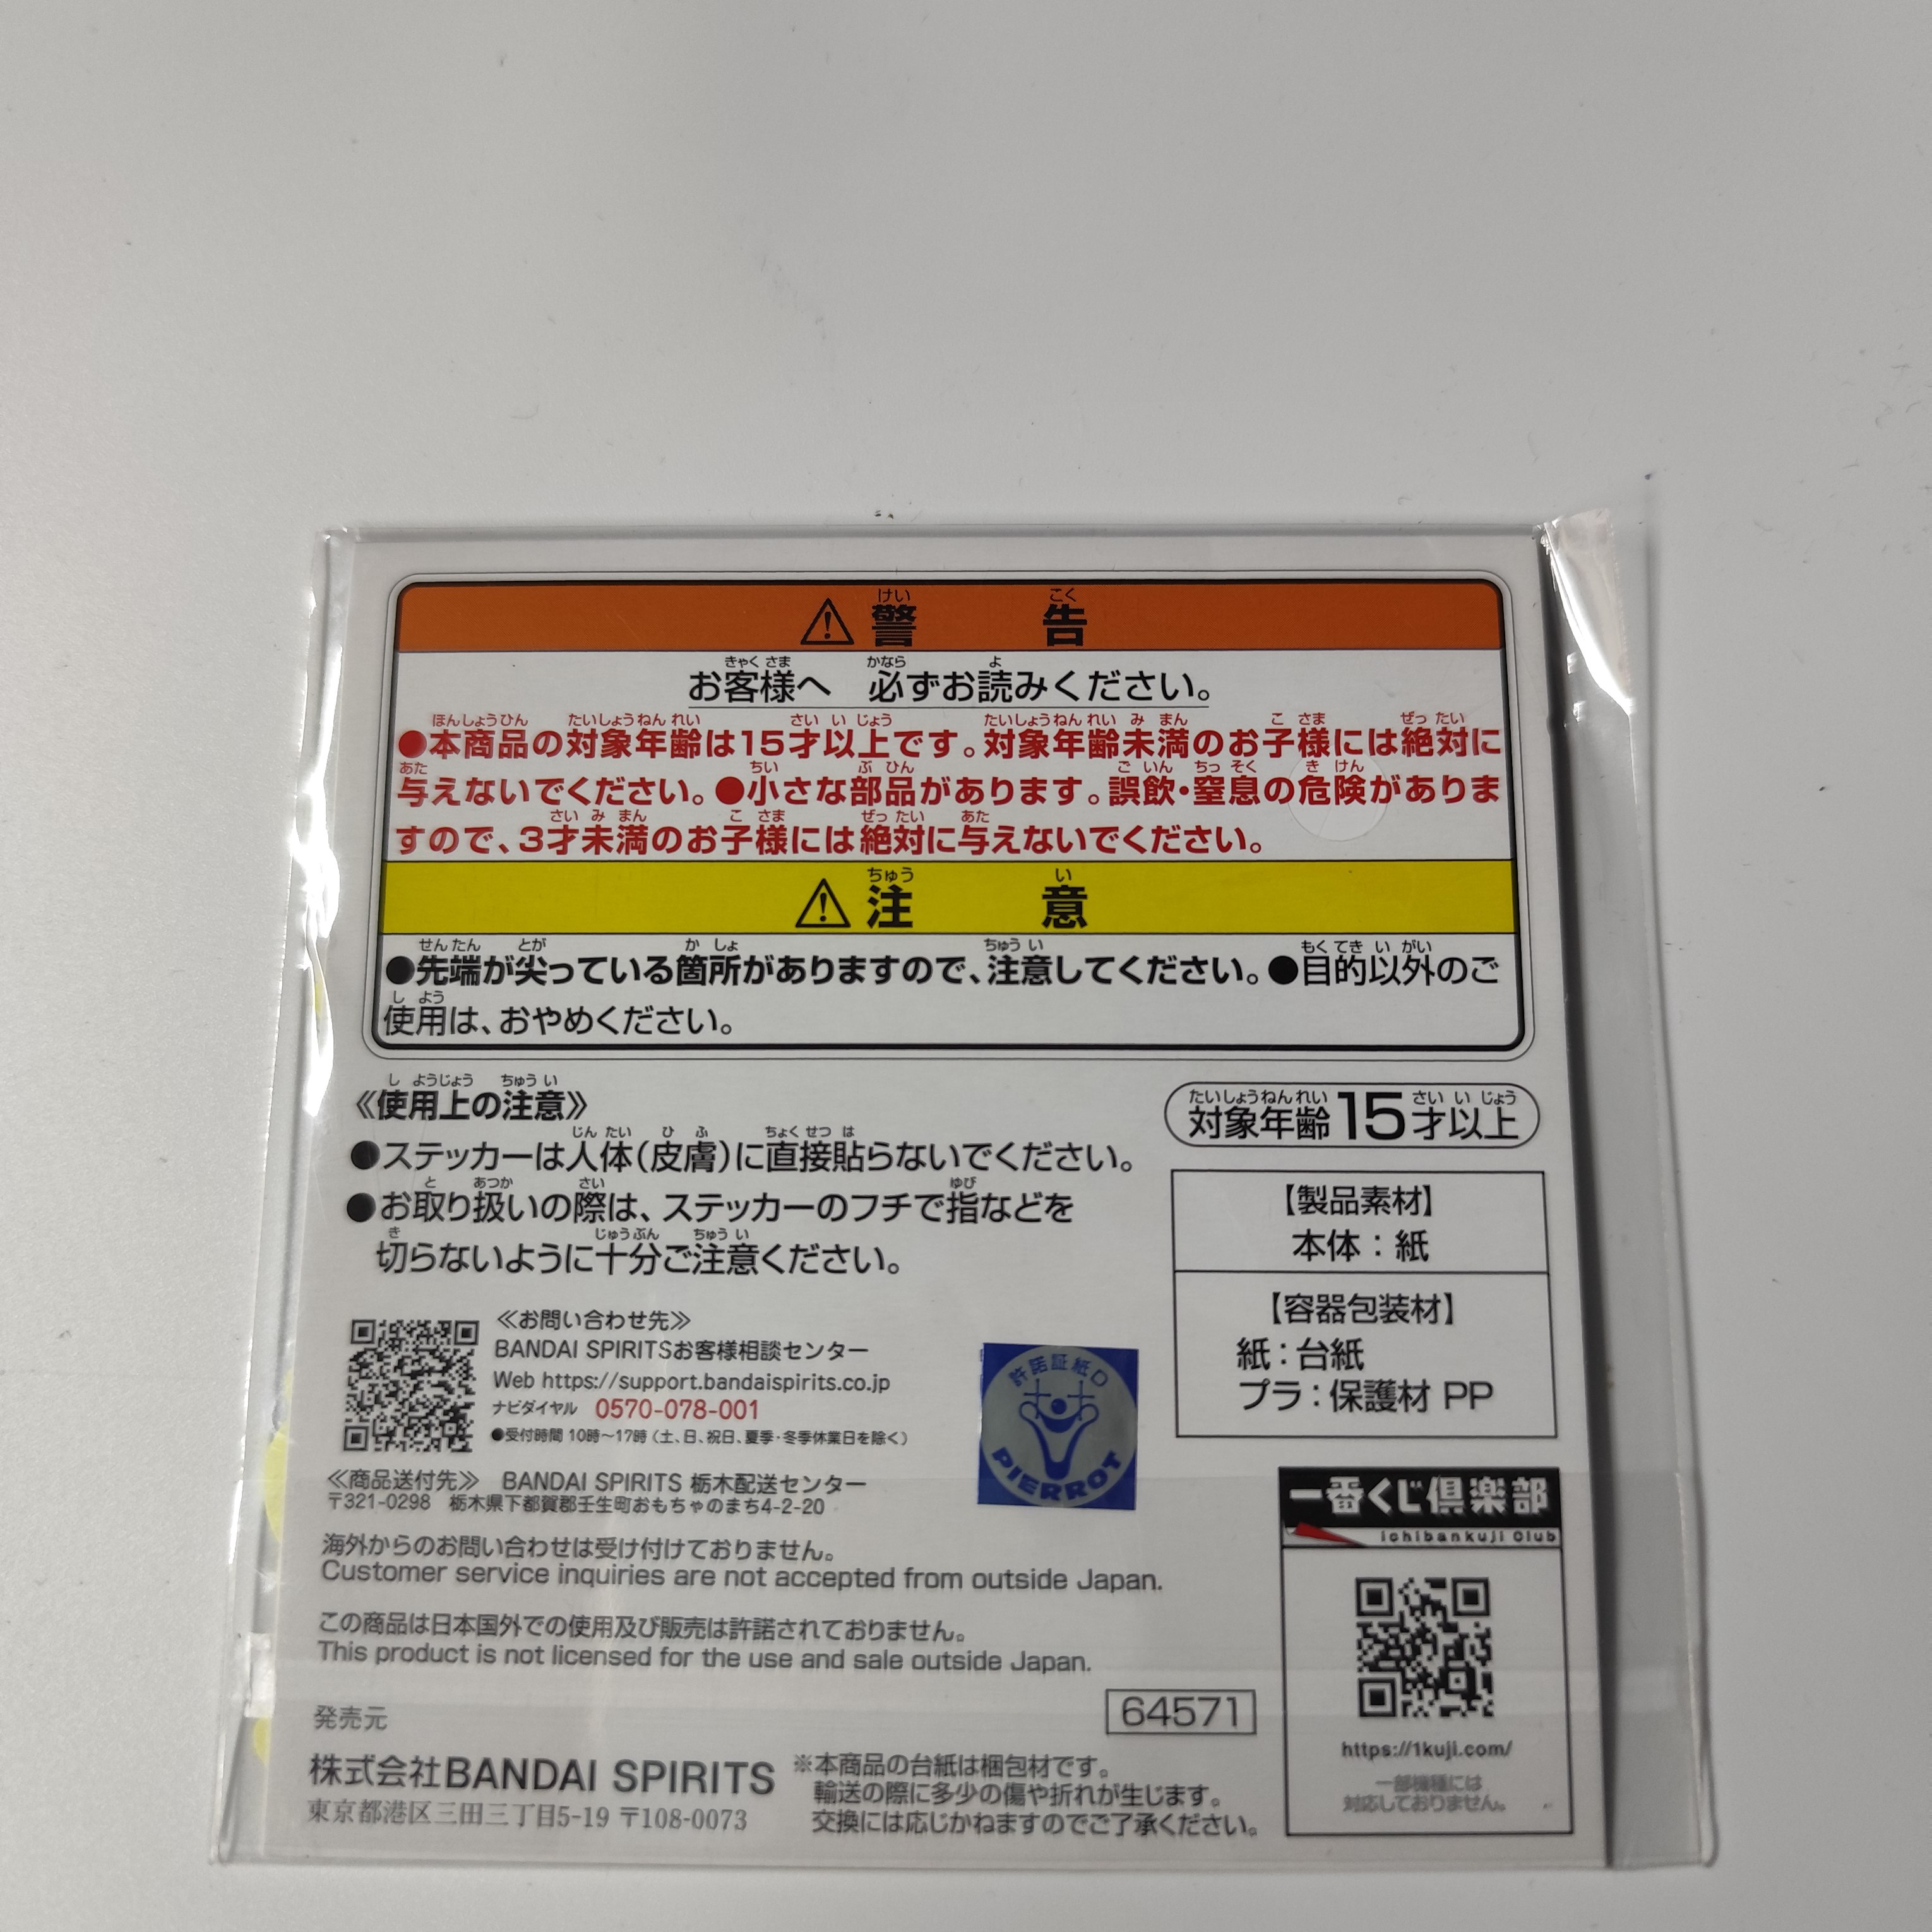 警告
お客様へ 必ずお読みください。
●本商品の対象年齢は15才以上です。対象年齢未満のお子様には絶対に
与えないでください。●小さな部品があります。誤飲・窒息の危険がありま
すので、3才未満のお子様には絶対に与えないでください。
注意
●先端が尖っている箇所がありますので、注意してください。●目的以外のご
使用は、おやめください。
≪使用上の注意≫
●ステッカーは人体(皮膚)に直接貼らないでください。
●お取り扱いの際は、ステッカーのフチで指などを
切らないように十分ご注意ください。
対象年齢15才以上
【製品素材】
本体：紙
【容器包装材】
紙：台紙
プラ：保護材 PP
≪お問い合わせ先≫
BANDAI SPIRITSお客様相談センター
Web https://support.bandaispirits.co.jp
ナビダイヤル 0570-078-001
●受付時間 10時～17時(土、日、祝日、夏季・冬季休業日を除く)
許諾証紙
PIERROT
≪商品送付先≫ BANDAI SPIRITS 栃木配送センター
〒321-0298 栃木県下都賀郡壬生町おもちゃのまち4-2-20
海外からのお問い合わせは受け付けておりません。
Customer service inquiries are not accepted from outside Japan.
この商品は日本国外での使用及び販売は許諾されておりません。
This product is not licensed for the use and sale outside Japan.
発売元
64571
株式会社BANDAI SPIRITS
東京都港区三田三丁目5-19 〒108-0073
※本商品の台紙は梱包材です。
輸送の際に多少の傷や折れが生じます。
交換には応じかねますのでご了承ください。
一番くじ倶楽部
ichibankuji Club
https://1kuji.com/
一部機種には
対応しておりません。